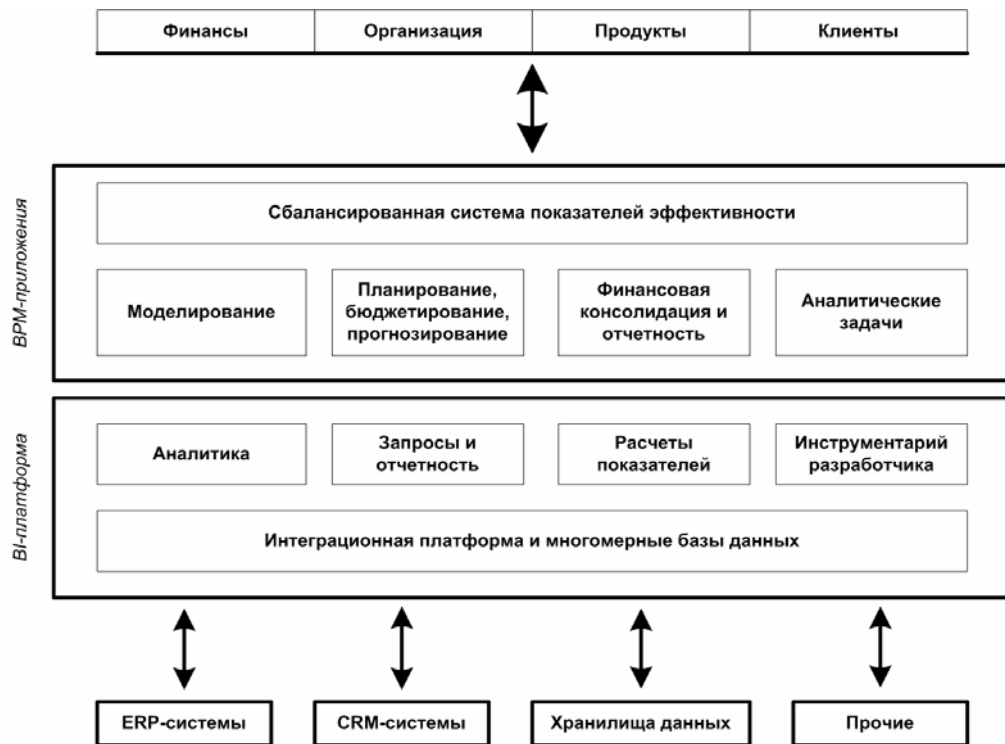 Финансы
Организация
Продукты
Клиенты
BPM-приложения
Сбалансированная система показателей эффективности
Моделирование
Планирование,
бюджетирование,
прогнозирование
Финансовая
консолидация и
отчетность
Аналитические
задачи
BI-платформа
Аналитика
Запросы и
отчетность
Расчеты
показателей
Инструментарий
разработчика
Интеграционная платформа и многомерные базы данных
ERP-системы
CRM-системы
Хранилища данных
Прочие